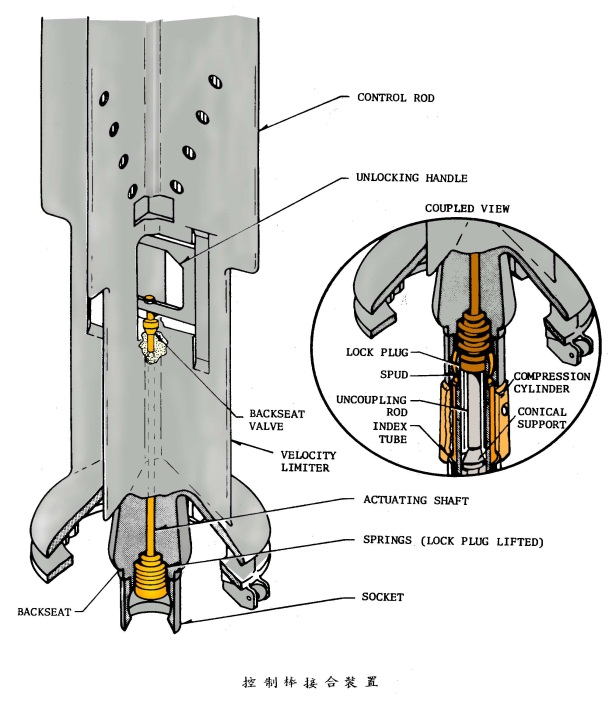 CONTROL ROD
UNLOCKING HANDLE
COUPLED VIEW
LOCK PLUG
SPUD
COMPRESSION
CYLINDER
UNCOUPLING
ROD
INDEX
TUBE
CONICAL
SUPPORT
BACKSEAT
VALVE
VELOCITY
LIMITER
ACTUATING SHAFT
SPRINGS (LOCK PLUG LIFTED)
SOCKET
BACKSEAT
控制棒接合裝置